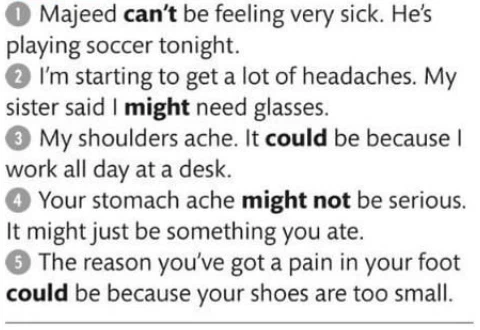 1 Majeed can't be feeling very sick. He's
playing soccer tonight.
2 I'm starting to get a lot of headaches. My
sister said I might need glasses.
3 My shoulders ache. It could be because I
work all day at a desk.
4 Your stomach ache might not be serious.
It might just be something you ate.
5 The reason you've got a pain in your foot
could be because your shoes are too small.